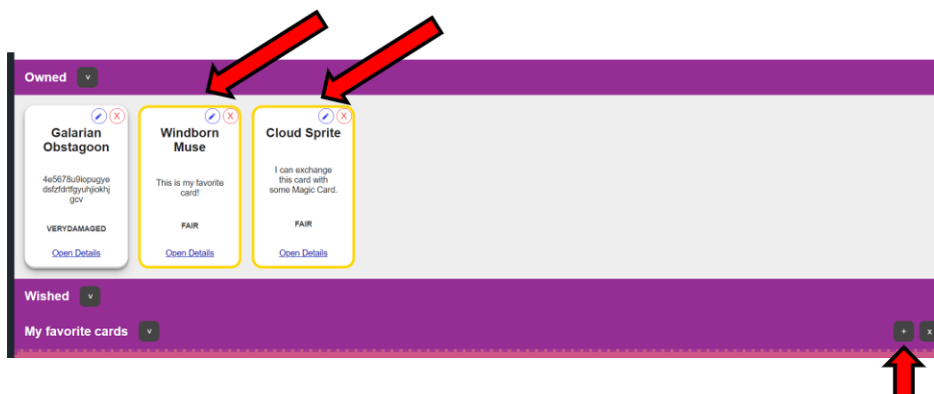 Owned v
X
Galarian
Obstagoon
4e5678u9iopugye
dsfzfdrtfgyuhjiokhj
gcv
VERYDAMAGED
Open Details
X
Windborn
Muse
This is my favorite
card!
FAIR
Open Details
X
Cloud Sprite
I can exchange
this card with
some Magic Card.
FAIR
Open Details
Wished v
My favorite cards v + x